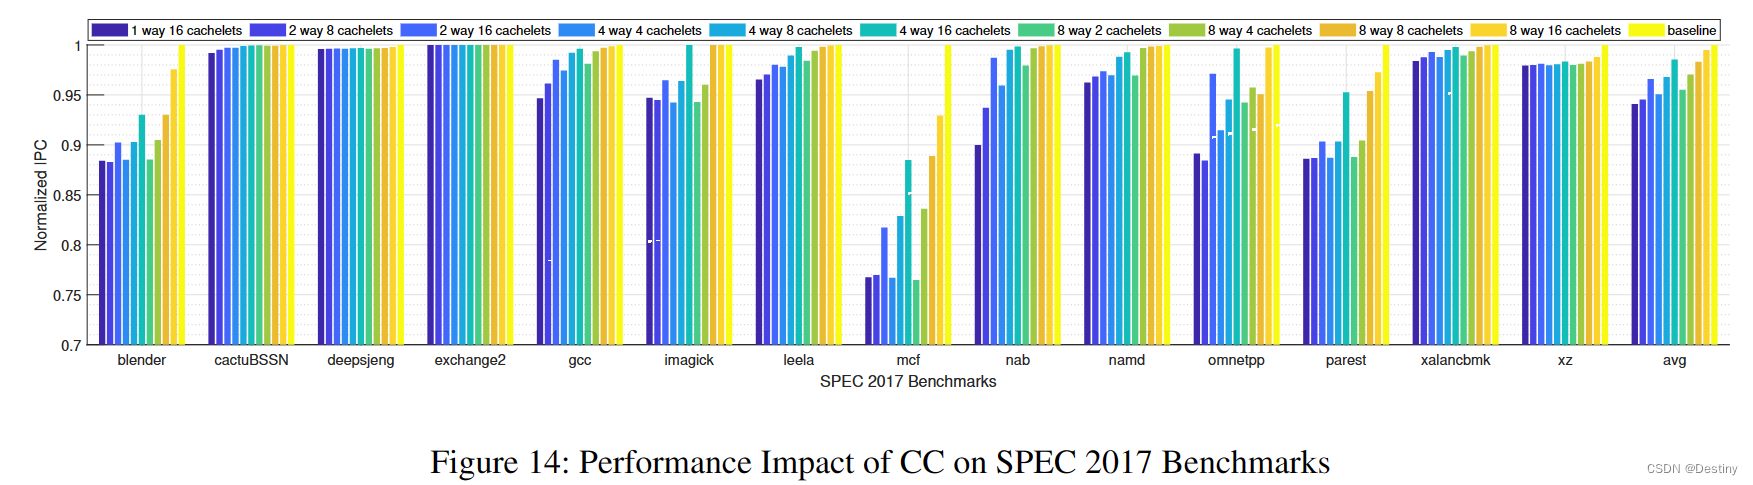 1 way 16 cachelets 2 way 8 cachelets 2 way 16 cachelets 4 way 4 cachelets 4 way 8 cachelets 4 way 16 cachelets 8 way 2 cachelets 8 way 4 cachelets 8 way 8 cachelets 8 way 16 cachelets baseline
1
0.95
0.9
0.85
0.8
0.75
0.7
Normalized IPC
blender cactuBSSN deepsjeng exchange2 gcc imagick leela mcf nab namd omnetpp parest xalancbmk xz avg
SPEC 2017 Benchmarks
Figure 14: Performance Impact of CC on SPEC 2017 Benchmarks
CSDN @Destiny